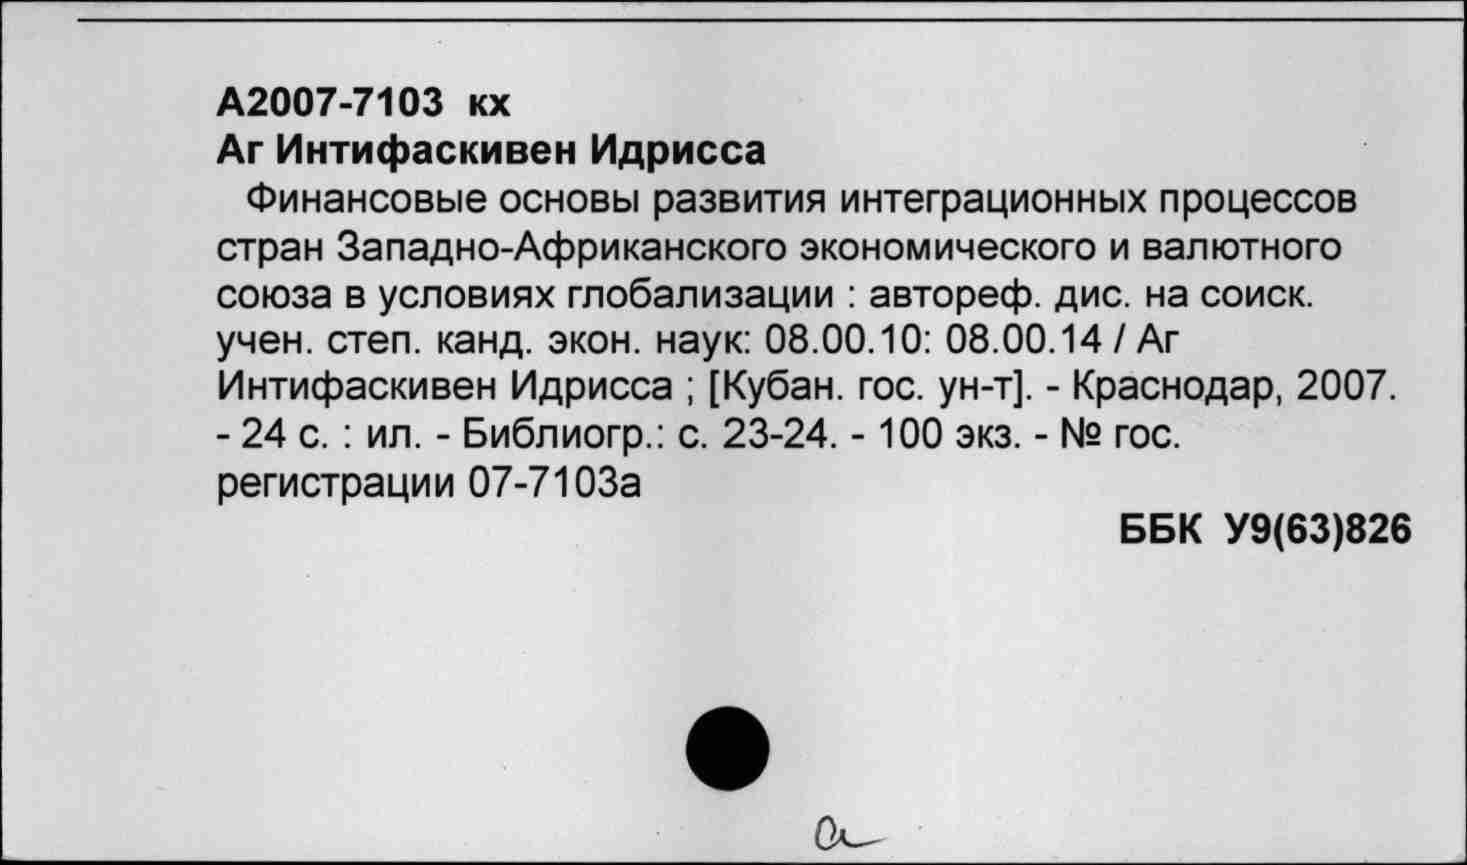 А2007-7103 кх
Аг Интифаскивен Идрисса
Финансовые основы развития интеграционных процессов
стран Западно-Африканского экономического и валютного
союза в условиях глобализации : автореф. дис. на соиск.
учен. степ. канд. экон. наук: 08.00.10: 08.00.14 / Аг
Интифаскивен Идрисса ; [Кубан. гос. ун-т]. - Краснодар, 2007.
- 24 с. : ил. - Библиогр.: с. 23-24. - 100 экз. - № гос.
регистрации 07-7103а
ББК У9(63)826